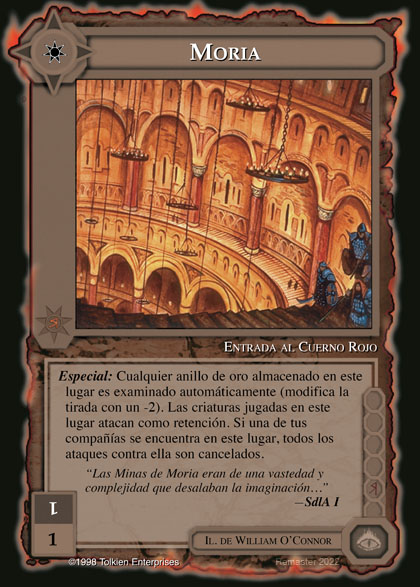 MORIA
ENTRADA AL CUERNO ROJO
Especial: Cualquier anillo de oro almacenado en este
lugar es examinado automáticamente (modifica la
tirada con un -2). Las criaturas jugadas en este
lugar atacan como retención. Si una de tus
compañías se encuentra en este lugar, todos los
ataques contra ella son cancelados.
“Las Minas de Moria eran de una vastedad y
complejidad que desalaban la imaginación…”
–SdlA I
1
1
IL. DE WILLIAM O'CONNOR
©1998 Tolkien Enterprises
Remaster 2022